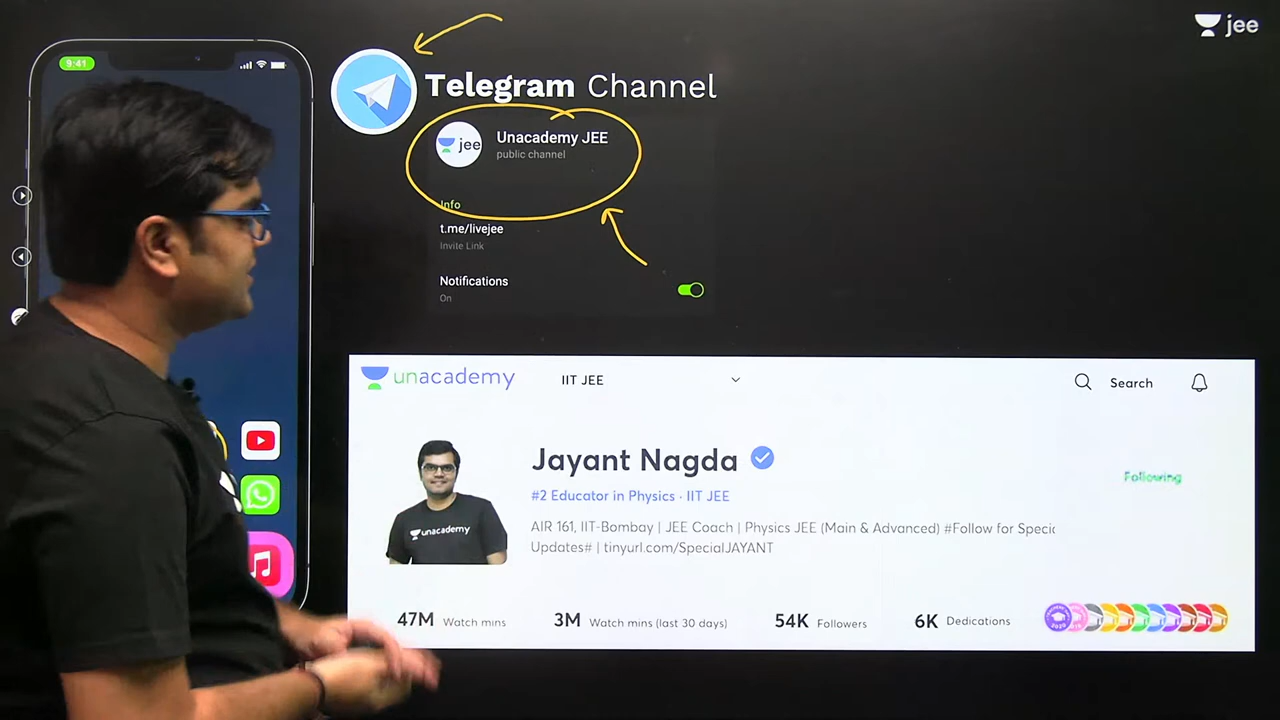 jee
9:41
Telegram Channel
jee
Unacademy JEE
public channel
Info
t.me/livejee
Invite Link
Notifications
On
unacademy
IIT JEE
Search
Jayant Nagda
#2 Educator in Physics · IIT JEE
Following
AIR 161, IIT-Bombay | JEE Coach | Physics JEE (Main & Advanced) #Follow for Specia
Updates# | tinyurl.com/SpecialJAYANT
unacademy
47M Watch mins
3M Watch mins (last 30 days)
54K Followers
6K Dedications